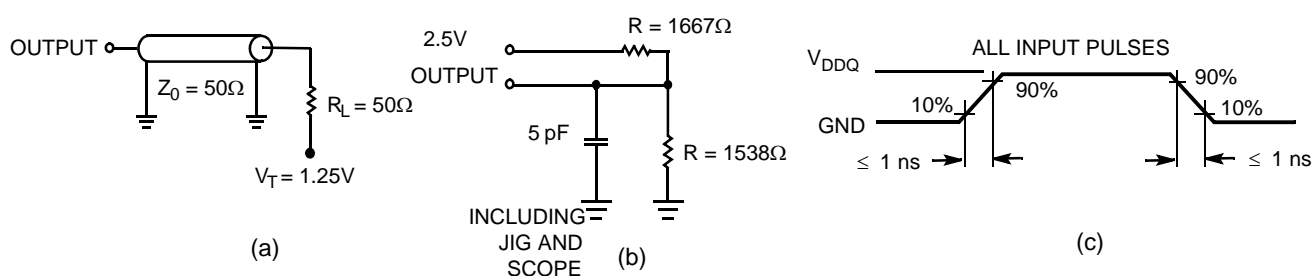 OUTPUT
Z0 = 50Ω
RL = 50Ω
VT = 1.25V
(a)
R = 1667Ω
2.5V
OUTPUT
5 pF
R = 1538Ω
INCLUDING
JIG AND
SCOPE
(b)
ALL INPUT PULSES
VDDQ
GND
10%
90%
90%
10%
≤ 1 ns
≤ 1 ns
(c)